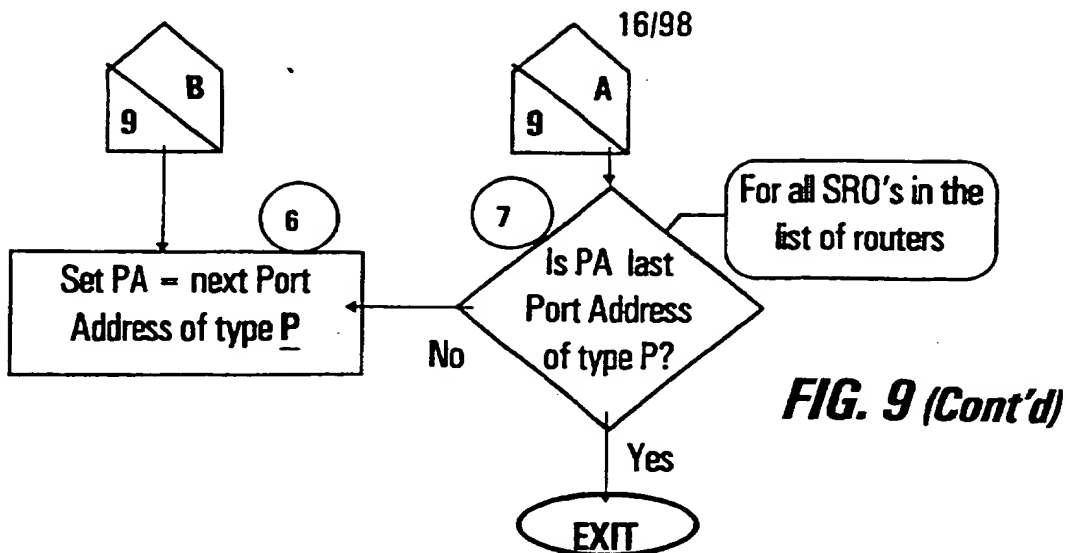 16/98
B
9
A
9
For all SRO's in the
list of routers
6
7
Set PA = next Port
Address of type P
Is PA last
Port Address
of type P?
No
FIG. 9 (Cont'd)
Yes
EXIT